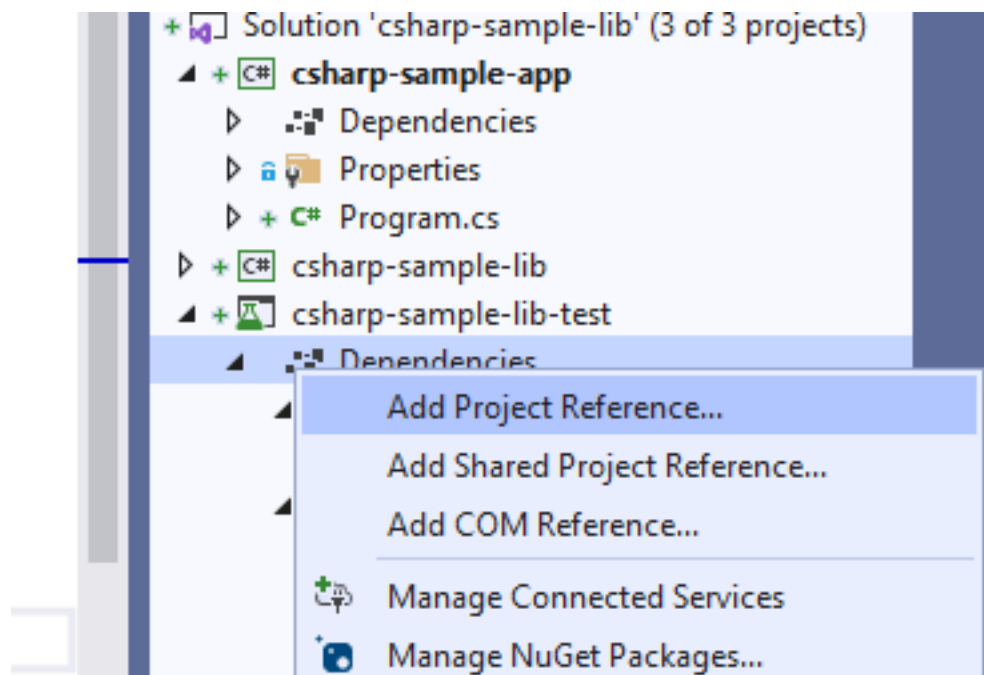 Solution 'csharp-sample-lib' (3 of 3 projects)
C# csharp-sample-app
Dependencies
Properties
C# Program.cs
C# csharp-sample-lib
csharp-sample-lib-test
Dependencies
Add Project Reference...
Add Shared Project Reference...
Add COM Reference...
Manage Connected Services
Manage NuGet Packages...